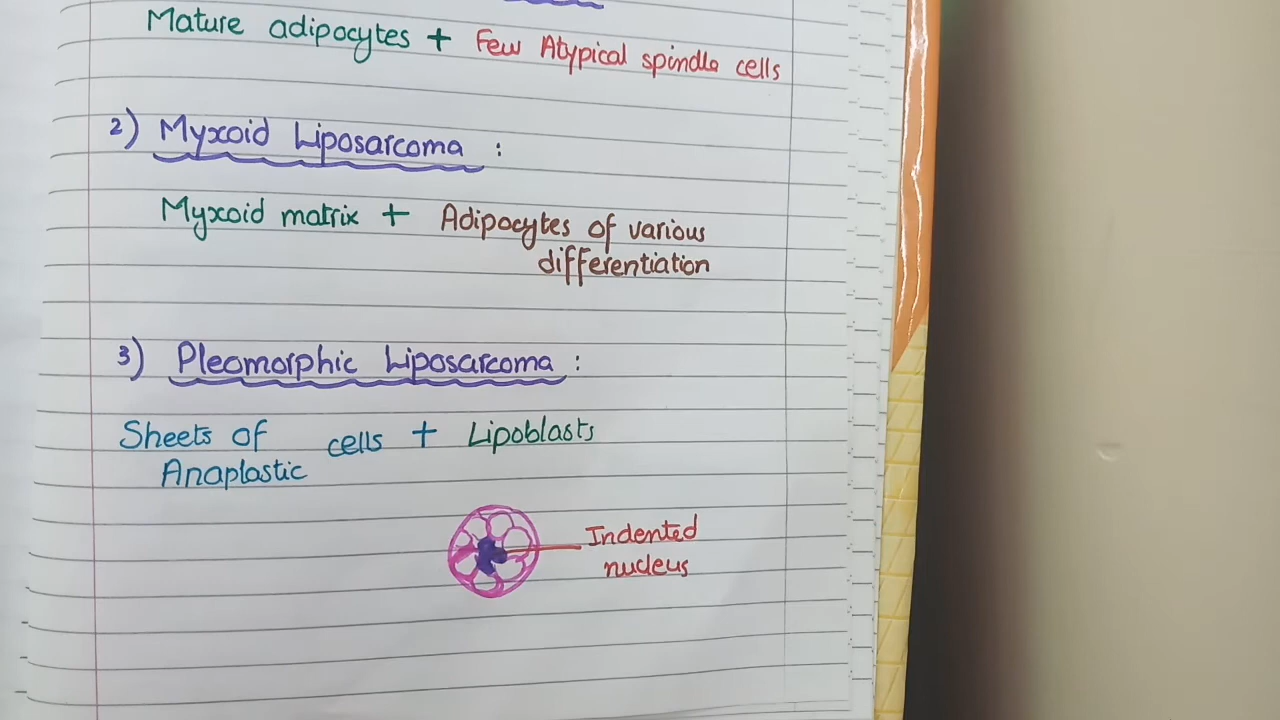 Mature adipocytes + Few Atypical spindle cells
2) Myxoid Liposarcoma :
Myxoid matrix + Adipocytes of various
differentiation
3) Pleomorphic Liposarcoma :
Sheets of cells + Lipoblasts
Anaplastic
Indented
nucleus